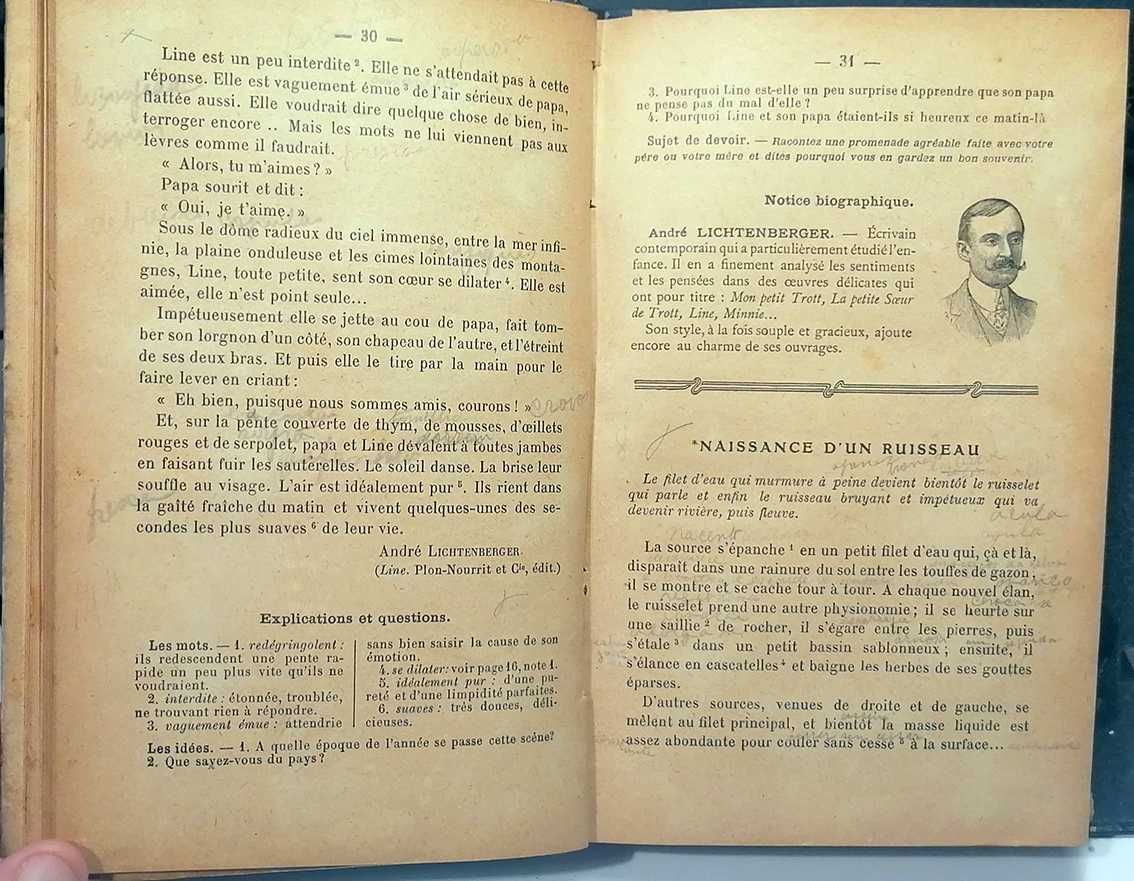 — 30 —
Line est un peu interdite ². Elle ne s'attendait pas à cette
réponse. Elle est vaguement émue ³ de l'air sérieux de papa,
flattée aussi. Elle voudrait dire quelque chose de bien, in-
terroger encore .. Mais les mots ne lui viennent pas aux
lèvres comme il faudrait.
« Alors, tu m'aimes ? »
Papa sourit et dit :
« Oui, je t'aime. »
Sous le dôme radieux du ciel immense, entre la mer infi-
nie, la plaine onduleuse et les cimes lointaines des monta-
gnes, Line, toute petite, sent son cœur se dilater ⁴. Elle est
aimée, elle n'est point seule...
Impétueusement elle se jette au cou de papa, fait tom-
ber son lorgnon d'un côté, son chapeau de l'autre, et l'étreint
de ses deux bras. Et puis elle le tire par la main pour le
faire lever en criant :
« Eh bien, puisque nous sommes amis, courons ! »
Et, sur la pente couverte de thym, de mousses, d'œillets
rouges et de serpolet, papa et Line dévalent à toutes jambes
en faisant fuir les sauterelles. Le soleil danse. La brise leur
souffle au visage. L'air est idéalement pur ⁵. Ils rient dans
la gaîté fraîche du matin et vivent quelques-unes des se-
condes les plus suaves ⁶ de leur vie.
André LICHTENBERGER
(Line. Plon-Nourrit et Cie, édit.)
Explications et questions.
Les mots. — 1. redégringolent :
ils redescendent une pente ra-
pide un peu plus vite qu'ils ne
voudraient.
2. interdite : étonnée, troublée,
ne trouvant rien à répondre.
3. vaguement émue : attendrie
sans bien saisir la cause de son
émotion.
4. se dilater : voir page 16, note 1.
5. idéalement pur : d'une pu-
reté et d'une limpidité parfaites.
6. suaves : très douces, déli-
cieuses.
Les idées. — 1. A quelle époque de l'année se passe cette scène?
2. Que savez-vous du pays?
— 31 —
3. Pourquoi Line est-elle un peu surprise d'apprendre que son papa
ne pense pas du mal d'elle ?
4. Pourquoi Line et son papa étaient-ils si heureux ce matin-là
Sujet de devoir. — Racontez une promenade agréable faite avec votre
père ou votre mère et dites pourquoi vous en gardez un bon souvenir.
Notice biographique.
André LICHTENBERGER. — Écrivain
contemporain qui a particulièrement étudié l'en-
fance. Il en a finement analysé les sentiments
et les pensées dans des œuvres délicates qui
ont pour titre : Mon petit Trott, La petite Sœur
de Trott, Line, Minnie...
Son style, à la fois souple et gracieux, ajoute
encore au charme de ses ouvrages.
*NAISSANCE D'UN RUISSEAU
Le filet d'eau qui murmure à peine devient bientôt le ruisselet
qui parle et enfin le ruisseau bruyant et impétueux qui va
devenir rivière, puis fleuve.
La source s'épanche ¹ en un petit filet d'eau qui, çà et là,
disparaît dans une rainure du sol entre les touffes de gazon ;
il se montre et se cache tour à tour. A chaque nouvel élan,
le ruisselet prend une autre physionomie ; il se heurte sur
une saillie ² de rocher, il s'égare entre les pierres, puis
s'étale ³ dans un petit bassin sablonneux ; ensuite, il
s'élance en cascatelles ⁴ et baigne les herbes de ses gouttes
éparses.
D'autres sources, venues de droite et de gauche, se
mêlent au filet principal, et bientôt la masse liquide est
assez abondante pour couler sans cesse ⁵ à la surface...